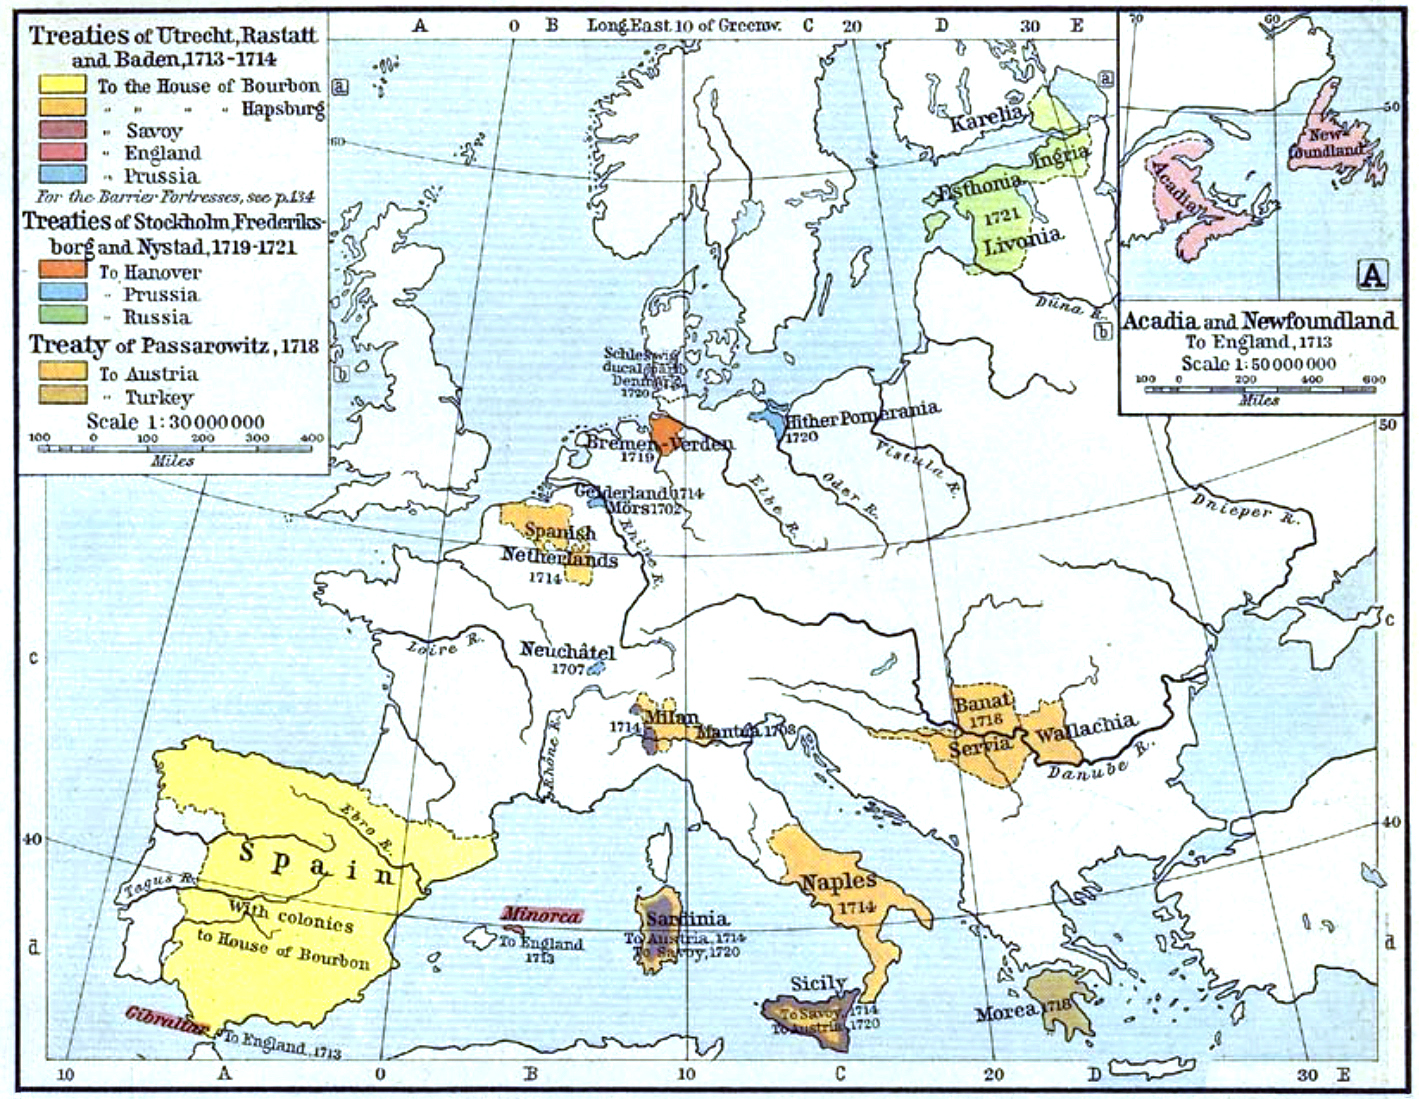 Treaties of Utrecht, Rastatt
and Baden, 1713-1714
To the House of Bourbon
" " " " Hapsburg
" Savoy
" England
" Prussia
For the Barrier Fortresses, see p.134
Treaties of Stockholm, Frederiks-
borg and Nystad, 1719-1721
To Hanover
" Prussia
" Russia
Treaty of Passarowitz, 1718
To Austria
" Turkey
Scale 1:30 000 000
100 0 100 200 300 400
Miles
A 0 B Long. East. 10 of Greenw. C 20 D 30 E
a
a
60
b
b
70 60
50
New-
foundland
Acadia
A
Acadia and Newfoundland
To England, 1713
Scale 1:50 000 000
100 0 200 400 600
Miles
Karelia
Ingria
Esthonia
1721
Livonia
Düna R.
Schleswig
ducal part to
Denmark
1720
Hither Pomerania
1720
Bremen-Verden
1719
50
Vistula R.
Oder R.
Elbe R.
Gelderland 1714
Mörs 1702
Dnieper R.
Rhine R.
Spanish
Netherlands
1714
c
c
Loire R.
Neuchâtel
1707
Milan
1714
Mantua 1708
Rhône R.
Banat
1718
Wallachia
Servia
Danube R.
Ebro R.
40
40
Spain
Tagus R.
With colonies
to House of Bourbon
Naples
1714
Minorca
To England
1713
Sardinia
To Austria, 1714
To Savoy, 1720
d
d
Sicily
To Savoy, 1714
To Austria, 1720
Morea 1718
Gibraltar
To England, 1713
10 A 0 B 10 C 20 D 30 E